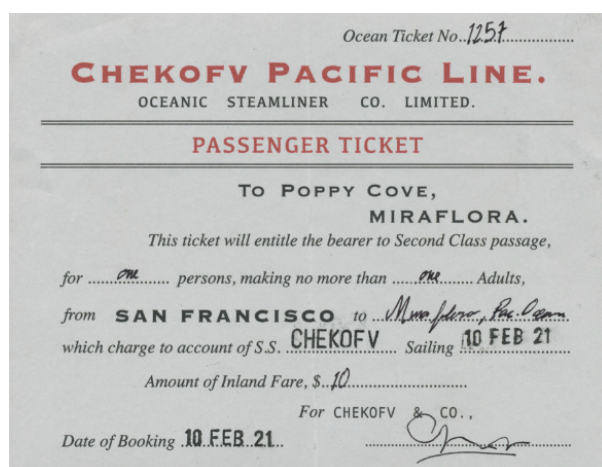 Ocean Ticket No. 1257
CHEKOFV PACIFIC LINE.
OCEANIC STEAMLINER CO. LIMITED.
PASSENGER TICKET
TO POPPY COVE,
MIRAFLORA.
This ticket will entitle the bearer to Second Class passage,
for one persons, making no more than one Adults,
from SAN FRANCISCO to Miraflora, Pac. Ocean
which charge to account of S.S. CHEKOFV Sailing 10 FEB 21
Amount of Inland Fare, $ 10
For CHEKOFV & CO.,
Date of Booking 10 FEB 21